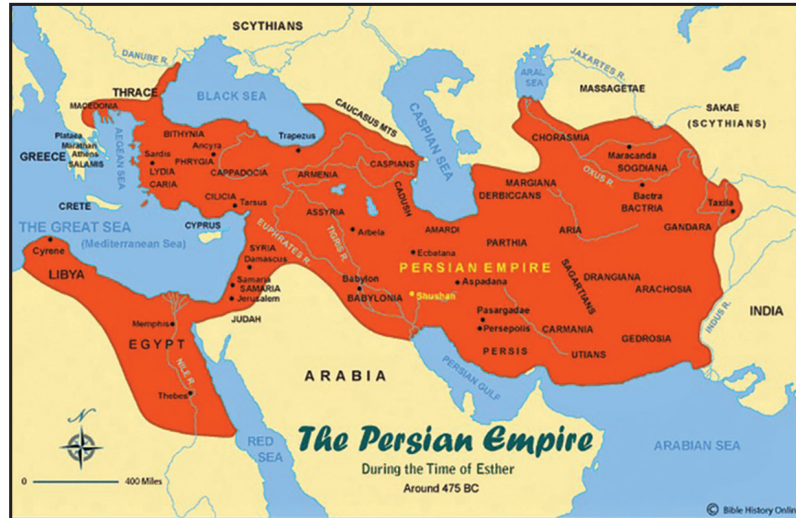 SCYTHIANS
DANUBE R.
ARAL
SEA
JAXARTES R.
MASSAGETAE
THRACE
BLACK SEA
CASPIAN SEA
SAKAE
(SCYTHIANS)
MACEDONIA
CAUCASUS MTS
CHORASMIA
BITHYNIA
Trapezus
Maracanda
SOGDIANA
Plataea
Marathan
Athens
SALAMIS
GREECE
AEGEAN SEA
Sardis
LYDIA
CARIA
Ancyra
PHRYGIA
CAPPADOCIA
ARMENIA
CASPIANS
CADUSH
MARGIANA
DERBICCANS
OXUS R.
Bactra
BACTRIA
Taxila
CRETE
CILICIA
Tarsus
ASSYRIA
AMARDI
PARTHIA
ARIA
GANDARA
THE GREAT SEA
(Mediterranean Sea)
CYPRUS
EUPHRATES R.
TIGRIS R.
Arbela
Ecbatana
SAGARTIANS
Cyrene
LIBYA
SYRIA
Damascus
PERSIAN EMPIRE
DRANGIANA
ARACHOSIA
Samaria
SAMARIA
Jerusalem
Babylon
BABYLONIA
Shushan
Aspadana
INDUS R.
INDIA
JUDAH
Memphis
Pasargadae
Persepolis
CARMANIA
GEDROSIA
EGYPT
NILE R.
PERSIS
UTIANS
ARABIA
PERSIAN GULF
Thebes
N
RED
SEA
The Persian Empire
During the Time of Esther
Around 475 BC
ARABIAN SEA
0 400 Miles
© Bible History Online